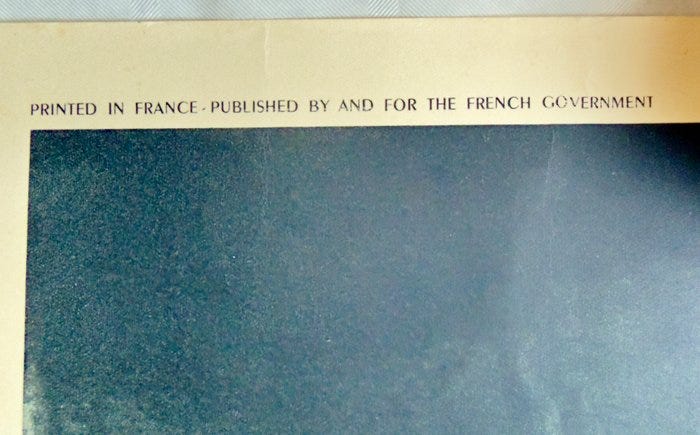 PRINTED IN FRANCE - PUBLISHED BY AND FOR THE FRENCH GOVERNMENT